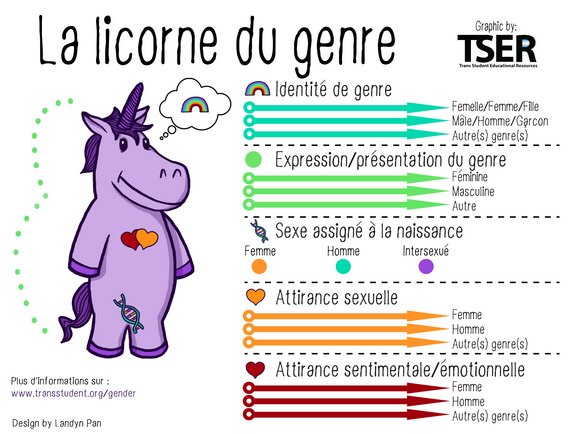 La licorne du genre
Graphic by:
TSER
Trans Student Educational Resources
Identité de genre
Femelle/Femme/Fille
Mâle/Homme/Garcon
Autre(s) genre(s)
Expression/présentation du genre
Féminine
Masculine
Autre
Sexe assigné à la naissance
Femme Homme Intersexué
Attirance sexuelle
Femme
Homme
Autre(s) genre(s)
Attirance sentimentale/émotionnelle
Femme
Homme
Autre(s) genre(s)
Plus d'informations sur :
www.transstudent.org/gender
Design by Landyn Pan